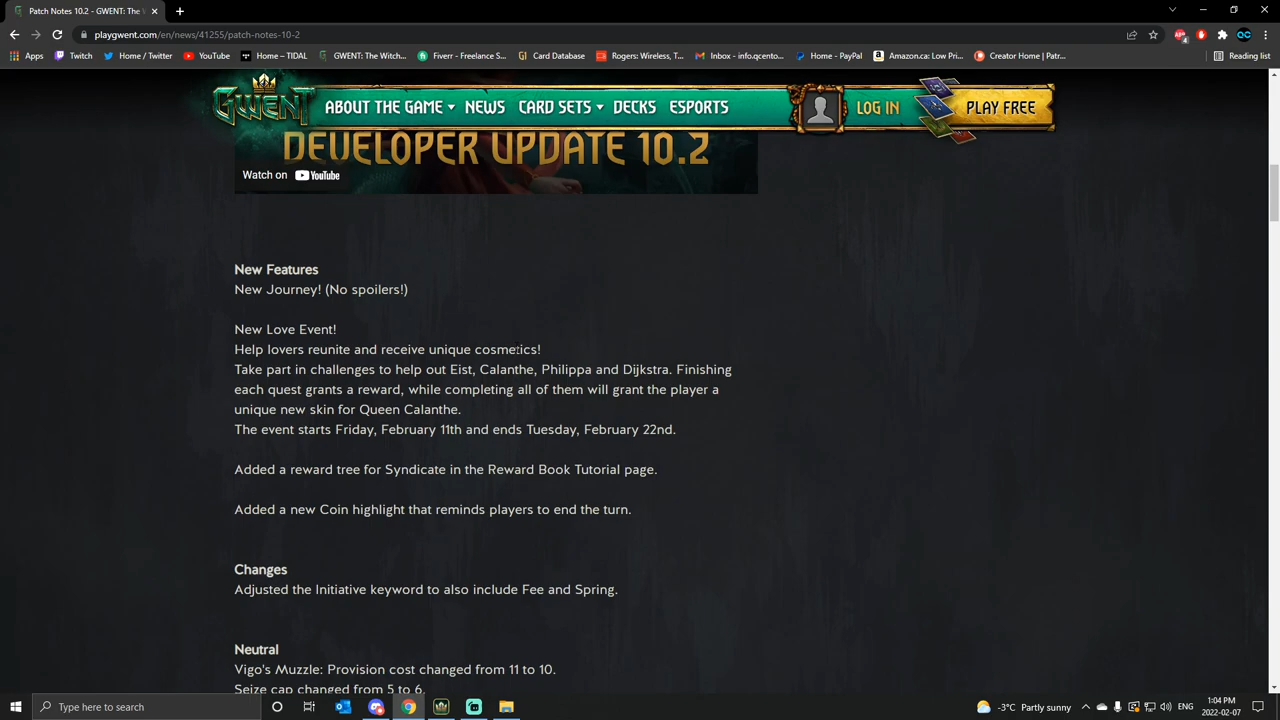 Patch Notes 10.2 - GWENT: The W
playgwent.com/en/news/41255/patch-notes-10-2
Apps
Twitch
Home / Twitter
YouTube
Home – TIDAL
GWENT: The Witch...
Fiverr - Freelance S...
Card Database
Rogers: Wireless, T...
Inbox - info.qcento...
Home - PayPal
Amazon.ca: Low Pri...
Creator Home | Patr...
Reading list
GWENT
ABOUT THE GAME
NEWS
CARD SETS
DECKS
ESPORTS
LOG IN
PLAY FREE
DEVELOPER UPDATE 10.2
Watch on YouTube
New Features
New Journey! (No spoilers!)
New Love Event!
Help lovers reunite and receive unique cosmetics!
Take part in challenges to help out Eist, Calanthe, Philippa and Dijkstra. Finishing
each quest grants a reward, while completing all of them will grant the player a
unique new skin for Queen Calanthe.
The event starts Friday, February 11th and ends Tuesday, February 22nd.
Added a reward tree for Syndicate in the Reward Book Tutorial page.
Added a new Coin highlight that reminds players to end the turn.
Changes
Adjusted the Initiative keyword to also include Fee and Spring.
Neutral
Vigo's Muzzle: Provision cost changed from 11 to 10.
Seize cap changed from 5 to 6.
Type here to search
-3°C Partly sunny
ENG
1:04 PM
2022-02-07